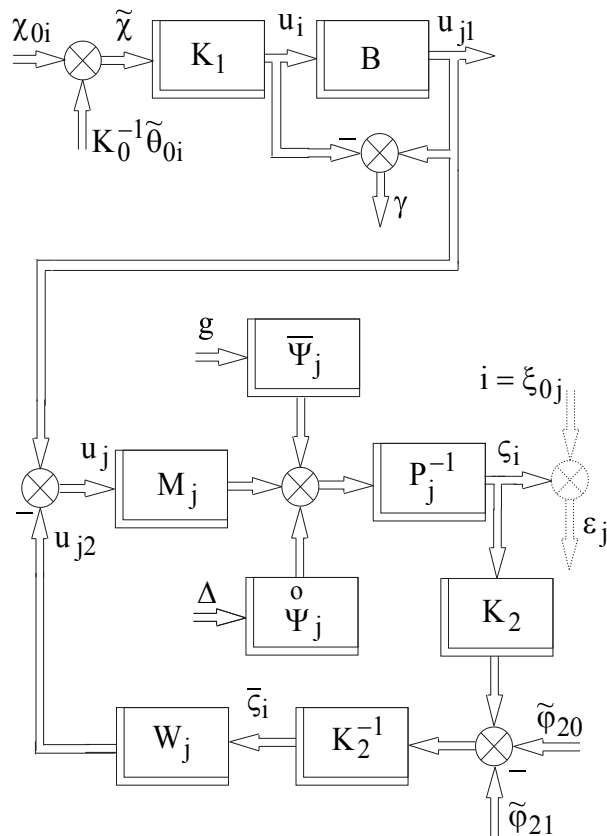 χ₀ᵢ χ̃ K₁ uᵢ B uⱼ₁
K₀⁻¹θ̃₀ᵢ − γ
g Ψ̅ⱼ
i = ξ₀ⱼ
uⱼ Mⱼ Pⱼ⁻¹ ςᵢ
− uⱼ₂ εⱼ
Δ Ψ̊ⱼ K₂
Wⱼ ς̄ᵢ K₂⁻¹ φ̃₂₀
−
φ̃₂₁